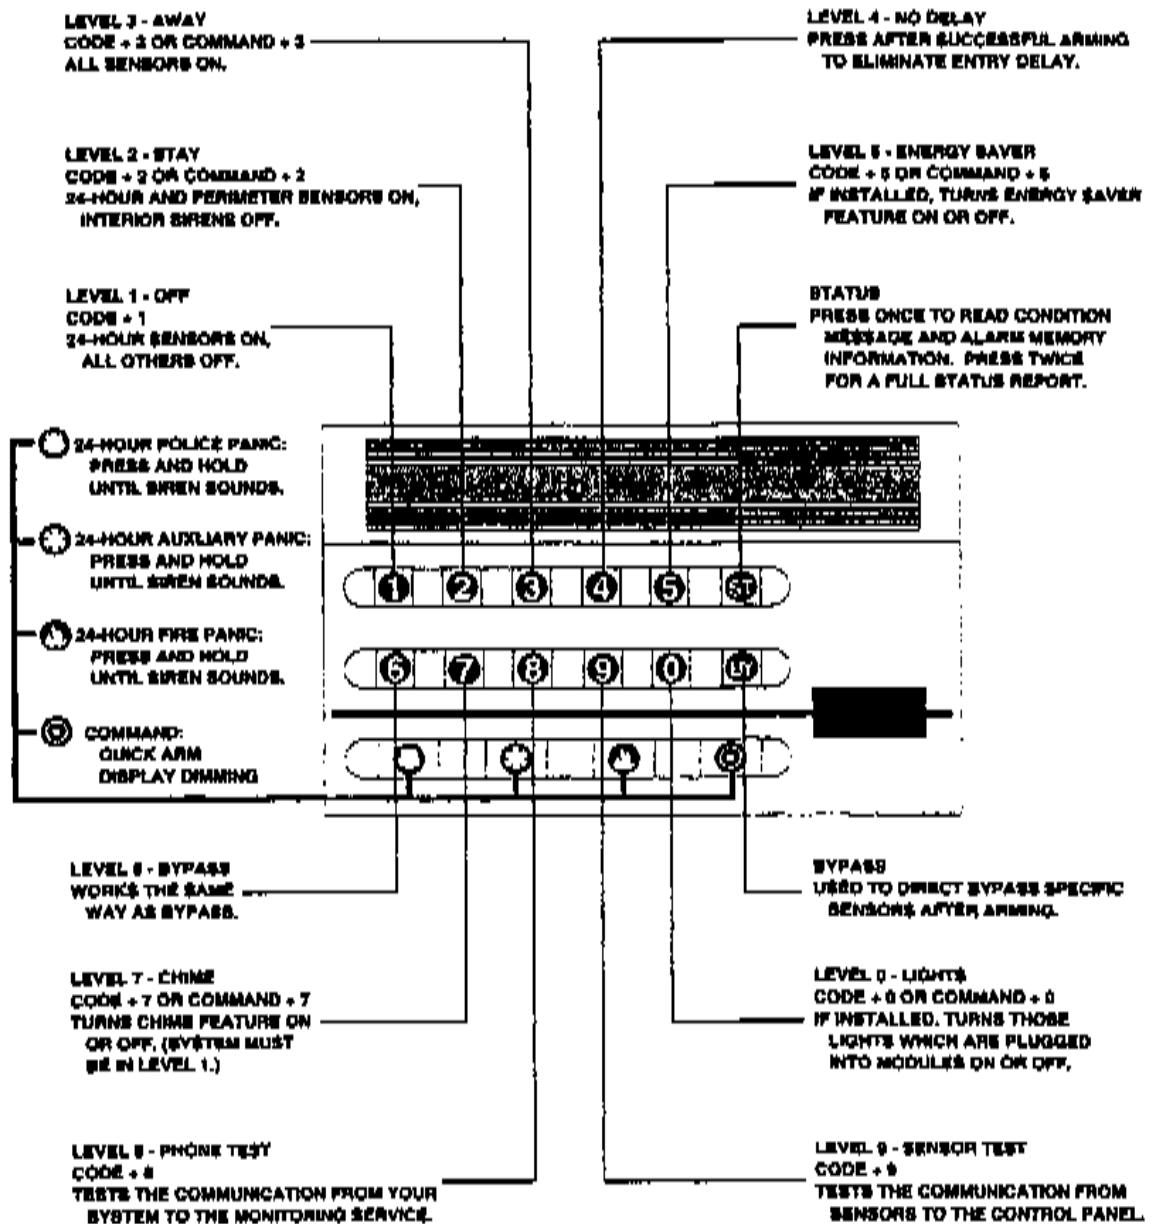 LEVEL 3 - AWAY
CODE + 3 OR COMMAND + 3
ALL SENSORS ON.
LEVEL 4 - NO DELAY
PRESS AFTER SUCCESSFUL ARMING
TO ELIMINATE ENTRY DELAY.
LEVEL 2 - STAY
CODE + 2 OR COMMAND + 2
24-HOUR AND PERIMETER SENSORS ON,
INTERIOR SIRENS OFF.
LEVEL 5 - ENERGY SAVER
CODE + 5 OR COMMAND + 5
IF INSTALLED, TURNS ENERGY SAVER
FEATURE ON OR OFF.
LEVEL 1 - OFF
CODE + 1
24-HOUR SENSORS ON,
ALL OTHERS OFF.
STATUS
PRESS ONCE TO READ CONDITION
MESSAGE AND ALARM MEMORY
INFORMATION. PRESS TWICE
FOR A FULL STATUS REPORT.
24-HOUR POLICE PANIC:
PRESS AND HOLD
UNTIL SIREN SOUNDS.
24-HOUR AUXLIARY PANIC:
PRESS AND HOLD
UNTIL SIREN SOUNDS.
24-HOUR FIRE PANIC:
PRESS AND HOLD
UNTIL SIREN SOUNDS.
COMMAND:
QUICK ARM
DISPLAY DIMMING
1 2 3 4 5 ST
6 7 8 9 0 BY
LEVEL 6 - BYPASS
WORKS THE SAME
WAY AS BYPASS.
BYPASS
USED TO DIRECT BYPASS SPECIFIC
SENSORS AFTER ARMING.
LEVEL 7 - CHIME
CODE + 7 OR COMMAND + 7
TURNS CHIME FEATURE ON
OR OFF. (SYSTEM MUST
BE IN LEVEL 1.)
LEVEL 0 - LIGHTS
CODE + 0 OR COMMAND + 0
IF INSTALLED, TURNS THOSE
LIGHTS WHICH ARE PLUGGED
INTO MODULES ON OR OFF.
LEVEL 8 - PHONE TEST
CODE + 8
TESTS THE COMMUNICATION FROM YOUR
SYSTEM TO THE MONITORING SERVICE.
LEVEL 9 - SENSOR TEST
CODE + 9
TESTS THE COMMUNICATION FROM
SENSORS TO THE CONTROL PANEL.